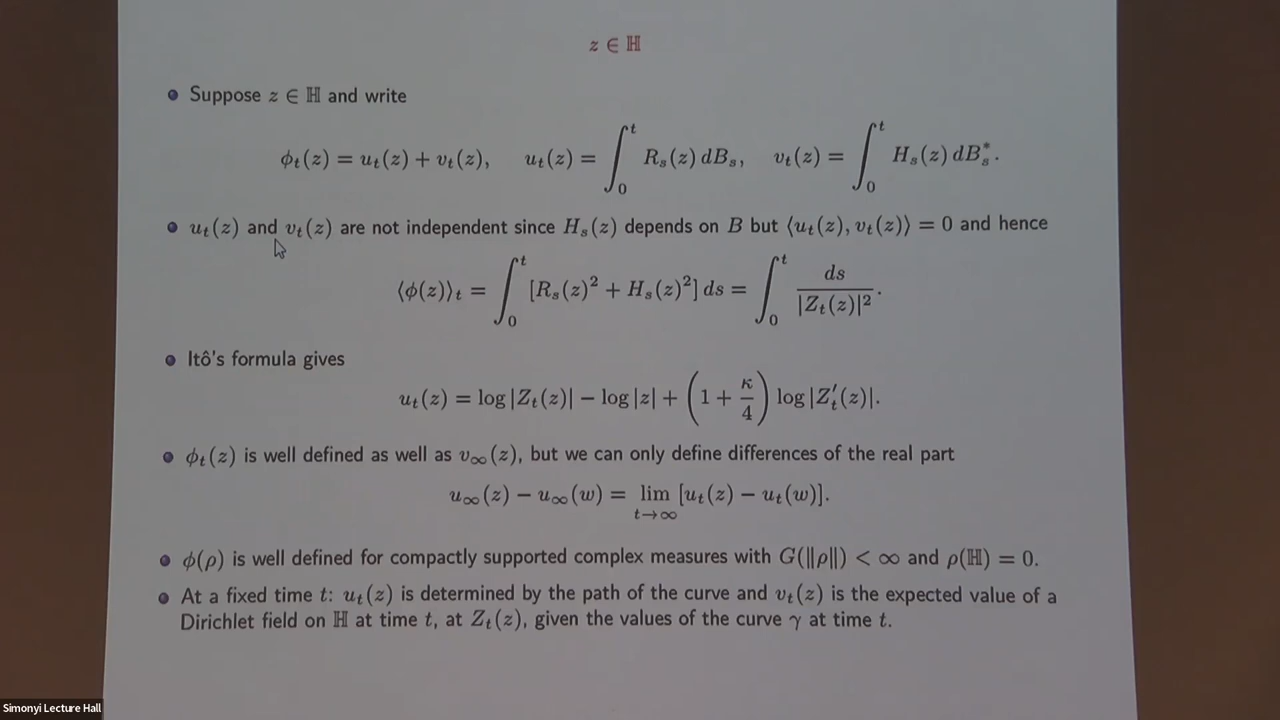 z ∈ ℍ
Suppose z ∈ ℍ and write
ϕ_t(z) = u_t(z) + v_t(z), u_t(z) = ∫_0^t R_s(z) dB_s, v_t(z) = ∫_0^t H_s(z) dB_s^*.
u_t(z) and v_t(z) are not independent since H_s(z) depends on B but ⟨u_t(z), v_t(z)⟩ = 0 and hence
⟨ϕ(z)⟩_t = ∫_0^t [R_s(z)^2 + H_s(z)^2] ds = ∫_0^t ds/|Z_t(z)|^2.
Itô's formula gives
u_t(z) = log|Z_t(z)| − log|z| + (1 + κ/4) log|Z_t′(z)|.
ϕ_t(z) is well defined as well as v_∞(z), but we can only define differences of the real part
u_∞(z) − u_∞(w) = lim_{t→∞} [u_t(z) − u_t(w)].
ϕ(ρ) is well defined for compactly supported complex measures with G(‖ρ‖) < ∞ and ρ(ℍ) = 0.
At a fixed time t: u_t(z) is determined by the path of the curve and v_t(z) is the expected value of a
Dirichlet field on ℍ at time t, at Z_t(z), given the values of the curve γ at time t.
Simonyi Lecture Hall